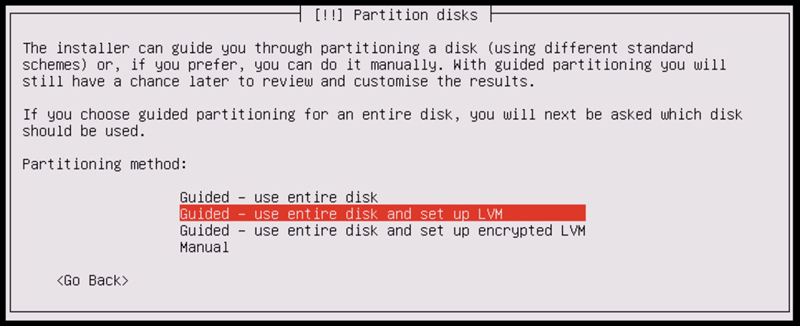 [!!] Partition disks
The installer can guide you through partitioning a disk (using different standard
schemes) or, if you prefer, you can do it manually. With guided partitioning you will
still have a chance later to review and customise the results.
If you choose guided partitioning for an entire disk, you will next be asked which disk
should be used.
Partitioning method:
Guided – use entire disk
Guided – use entire disk and set up LVM
Guided – use entire disk and set up encrypted LVM
Manual
<Go Back>